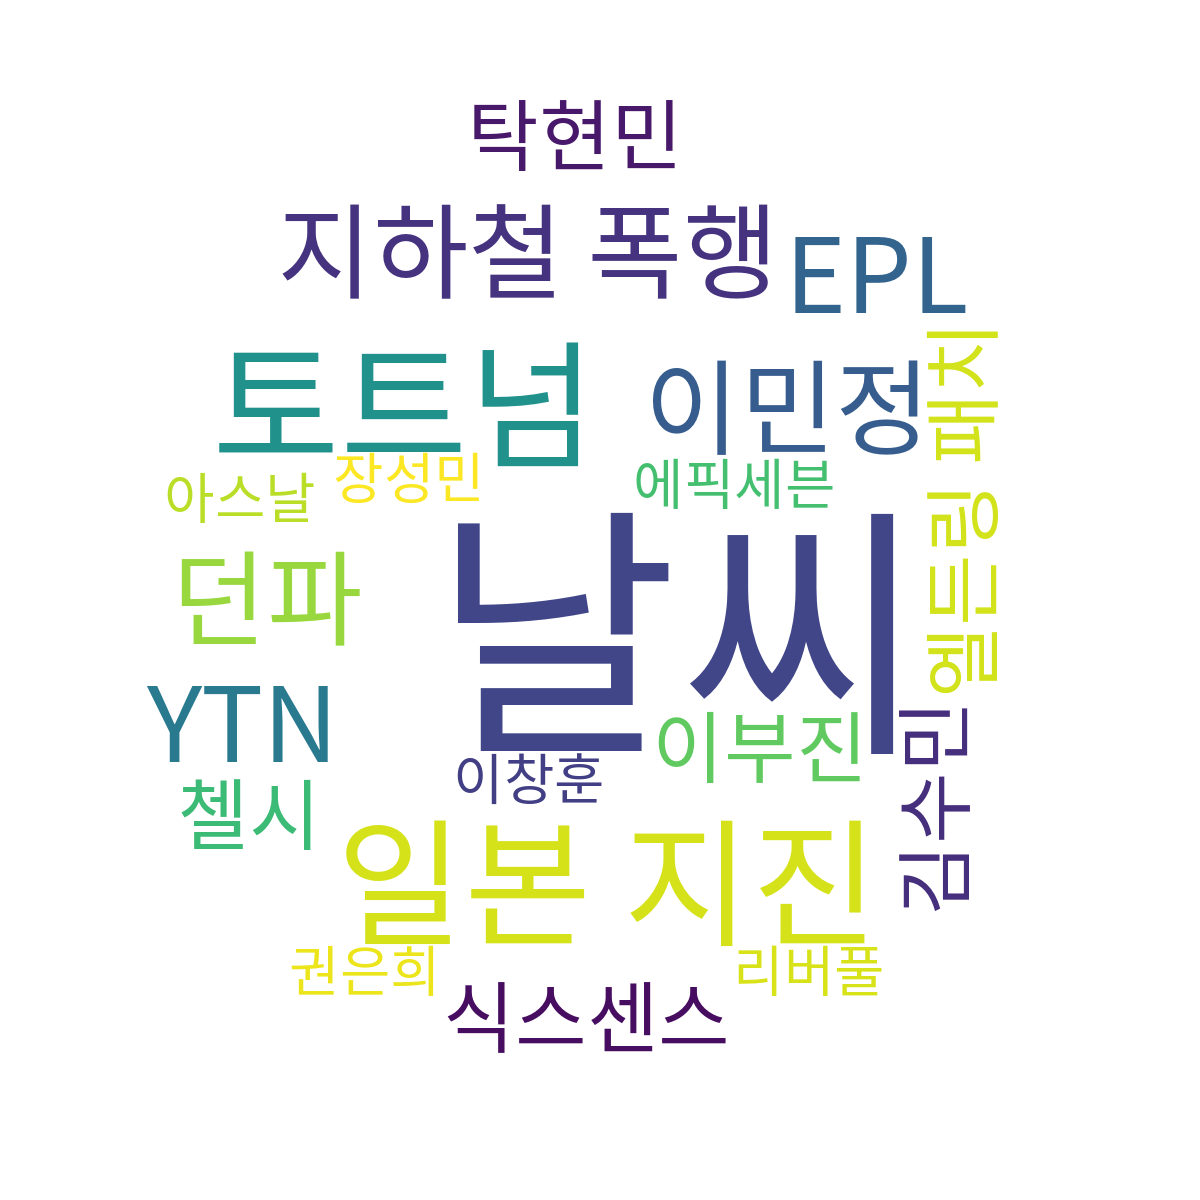 탁현민
지하철 폭행
EPL
토트넘
이민정
엘든링 패치
아스날
장성민
에픽세븐
날씨
던파
YTN
이부진
김수민
이창훈
첼시
일본 지진
권은희
리버풀
식스센스